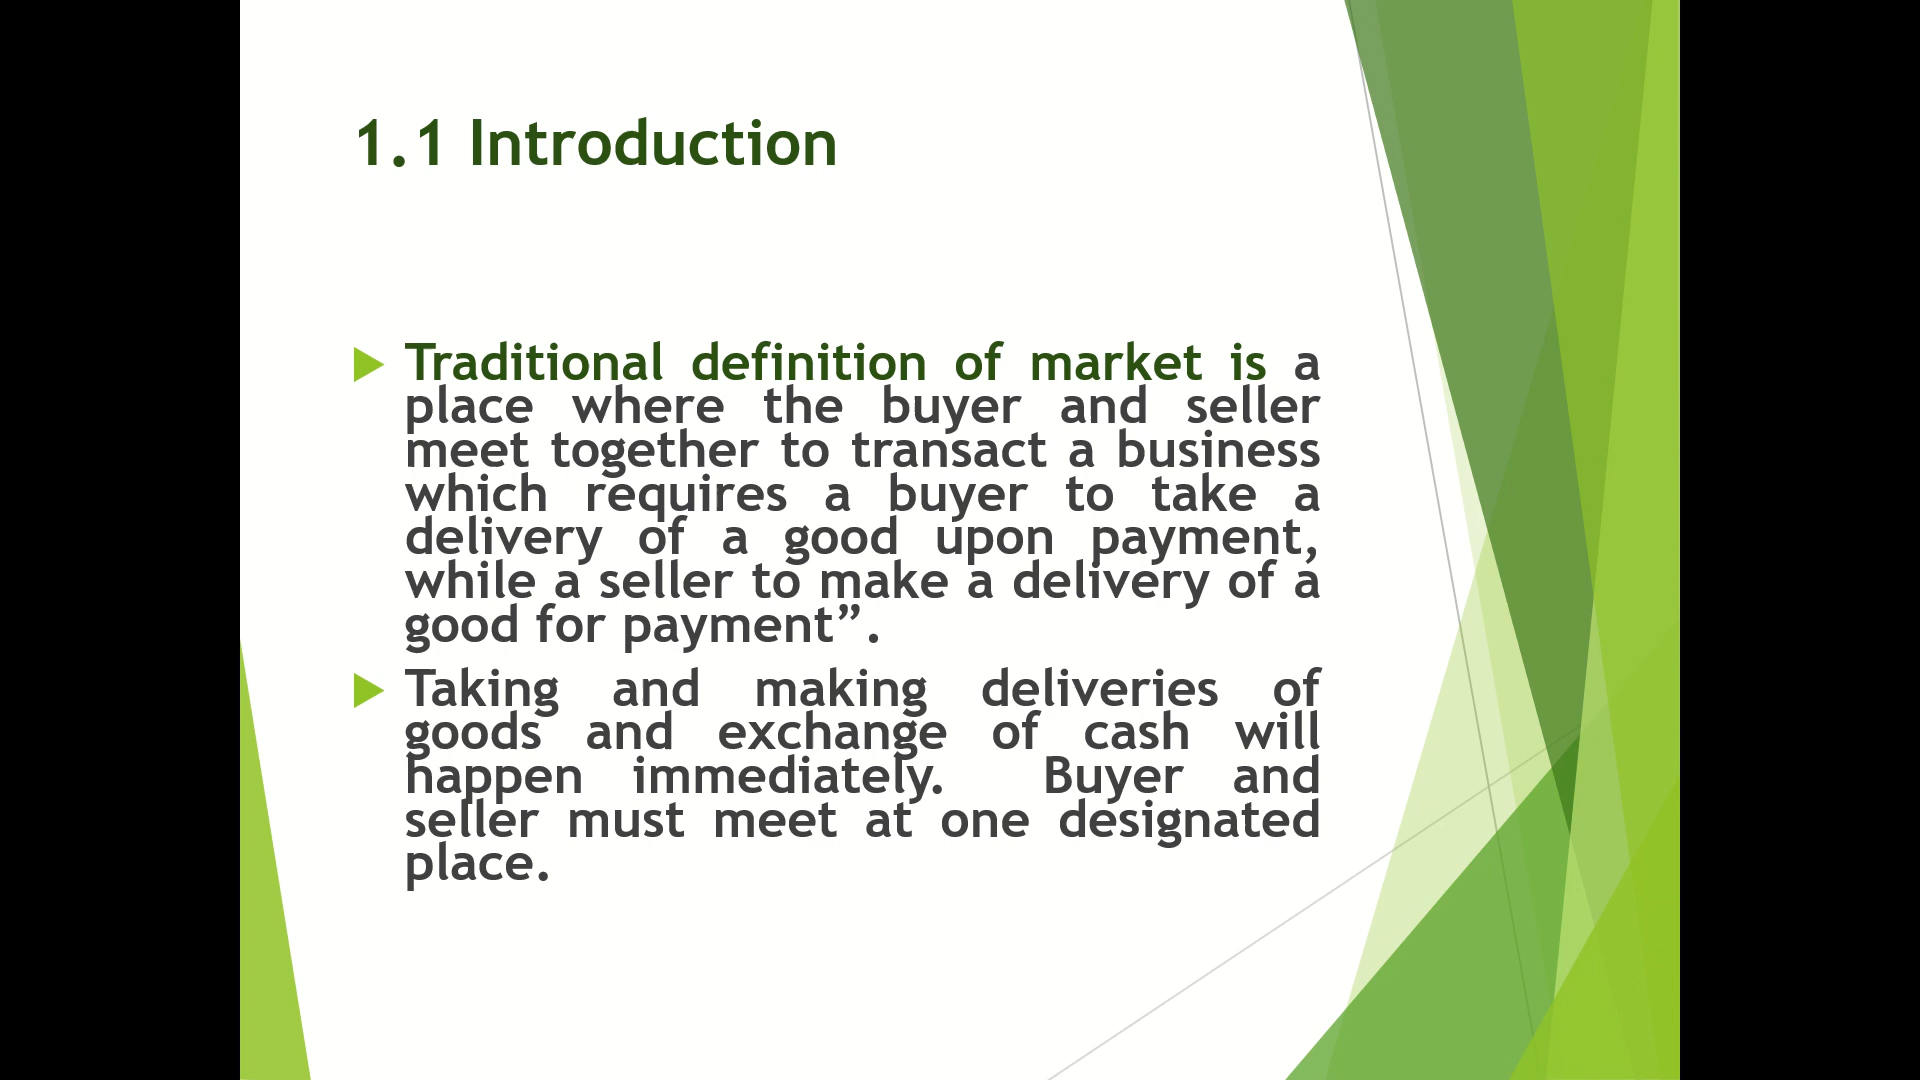 1.1 Introduction
Traditional definition of market is a
place where the buyer and seller
meet together to transact a business
which requires a buyer to take a
delivery of a good upon payment,
while a seller to make a delivery of a
good for payment”.
Taking and making deliveries of
goods and exchange of cash will
happen immediately. Buyer and
seller must meet at one designated
place.